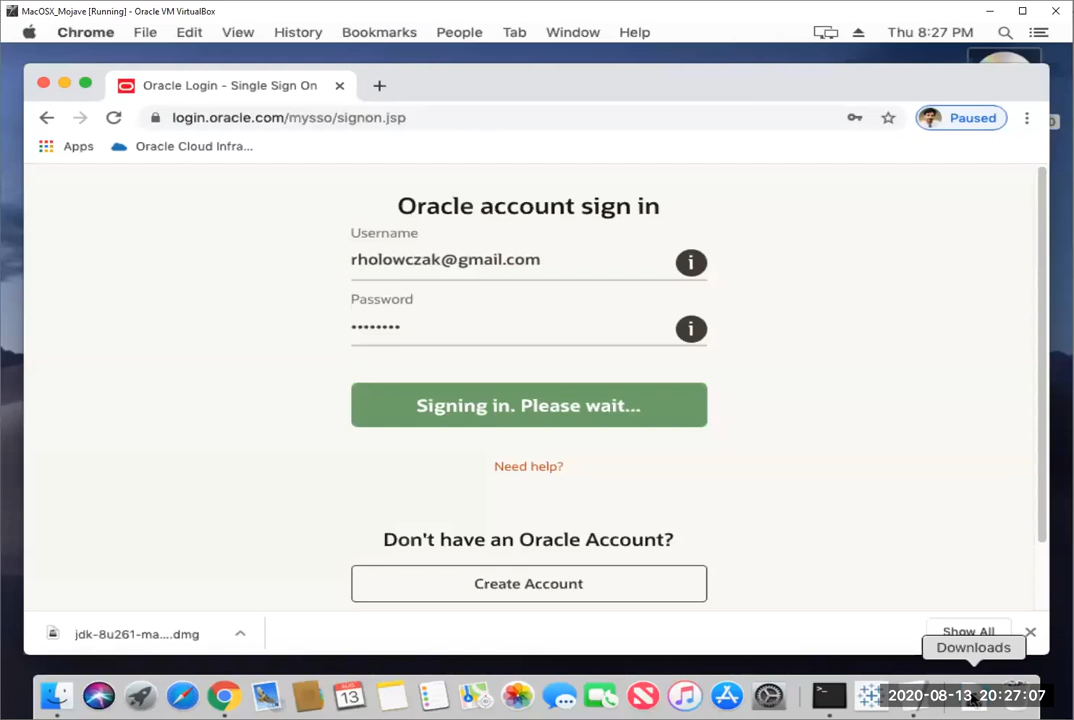 MacOSX_Mojave [Running] - Oracle VM VirtualBox
Chrome File Edit View History Bookmarks People Tab Window Help Thu 8:27 PM
Oracle Login - Single Sign On
login.oracle.com/mysso/signon.jsp
Paused
Apps Oracle Cloud Infra...
Oracle account sign in
Username
rholowczak@gmail.com
Password
Signing in. Please wait...
Need help?
Don't have an Oracle Account?
Create Account
jdk-8u261-ma....dmg
Show All
Downloads
AUG
13
2020-08-13 20:27:07